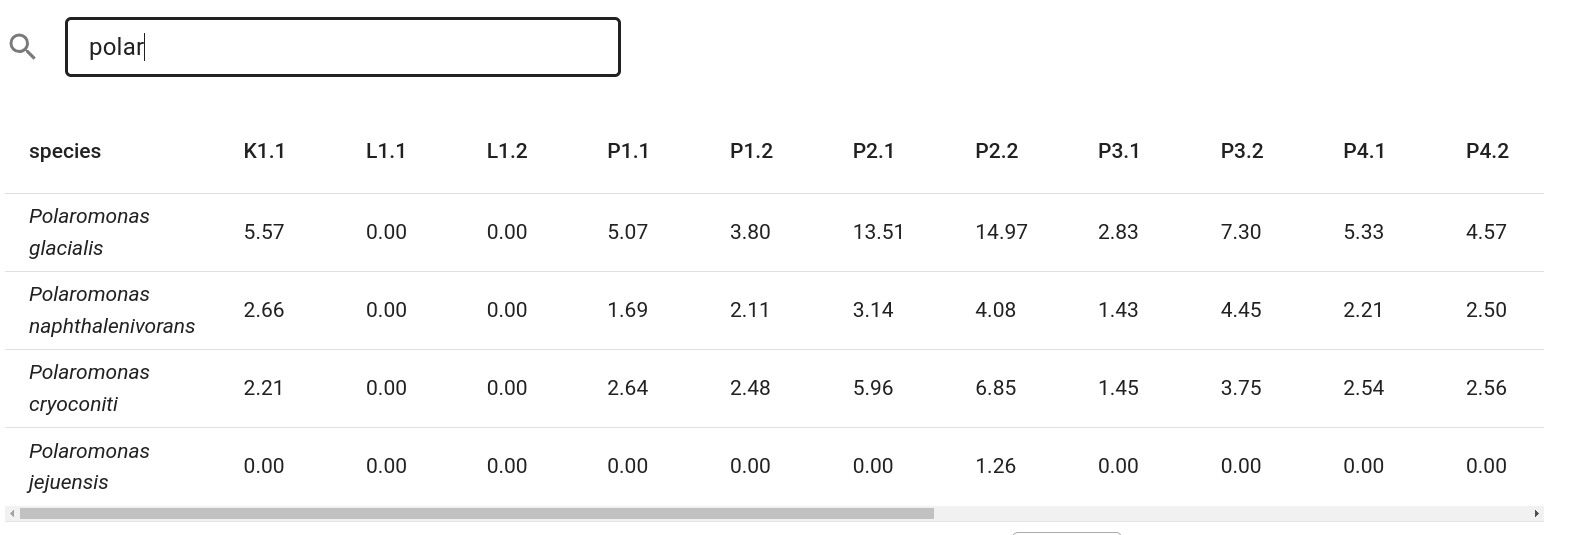 polar
species K1.1 L1.1 L1.2 P1.1 P1.2 P2.1 P2.2 P3.1 P3.2 P4.1 P4.2
Polaromonas
glacialis 5.57 0.00 0.00 5.07 3.80 13.51 14.97 2.83 7.30 5.33 4.57
Polaromonas
naphthalenivorans 2.66 0.00 0.00 1.69 2.11 3.14 4.08 1.43 4.45 2.21 2.50
Polaromonas
cryoconiti 2.21 0.00 0.00 2.64 2.48 5.96 6.85 1.45 3.75 2.54 2.56
Polaromonas
jejuensis 0.00 0.00 0.00 0.00 0.00 0.00 1.26 0.00 0.00 0.00 0.00